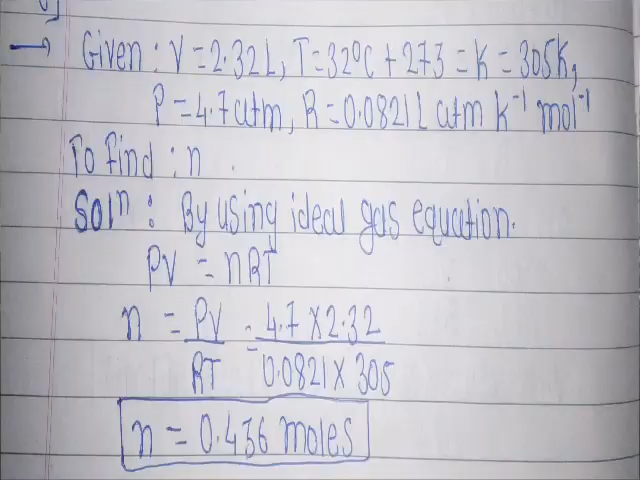 → Given : V = 2.32L, T = 32°C + 273 = K = 305K,
P = 4.7 atm, R = 0.0821 L atm K⁻¹ mol⁻¹
To find : n .
Solⁿ : By using ideal gas equation.
PV = nRT
n = PV/RT = 4.7 × 2.32/0.0821 × 305
n = 0.436 moles